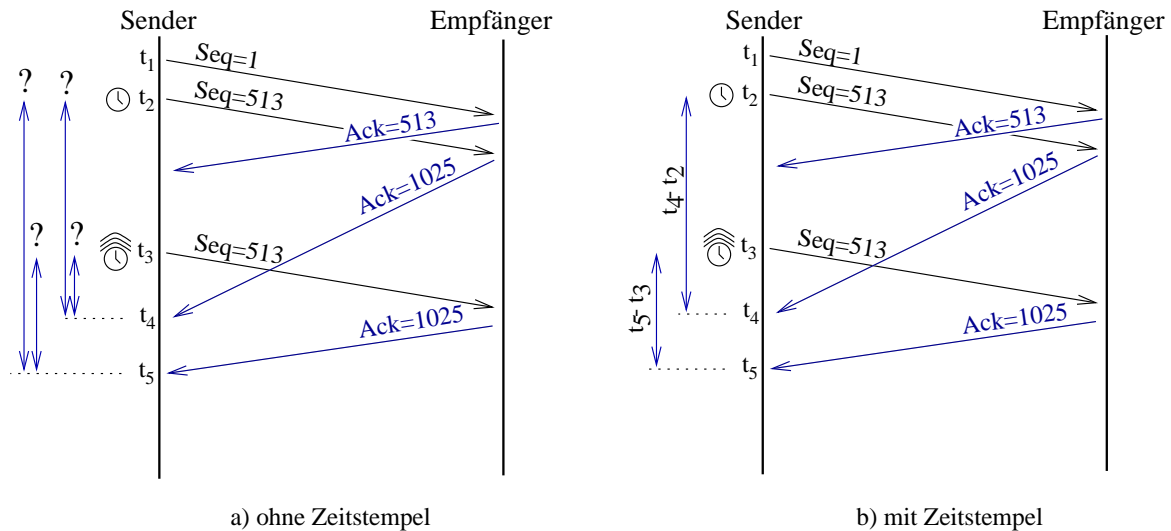 Sender
Empfänger
t1
Seq=1
?
?
t2
Seq=513
Ack=513
Ack=1025
?
?
t3
Seq=513
t4
Ack=1025
t5
a) ohne Zeitstempel
Sender
Empfänger
t1
Seq=1
t2
Seq=513
Ack=513
Ack=1025
t4- t2
t3
Seq=513
t5- t3
t4
Ack=1025
t5
b) mit Zeitstempel